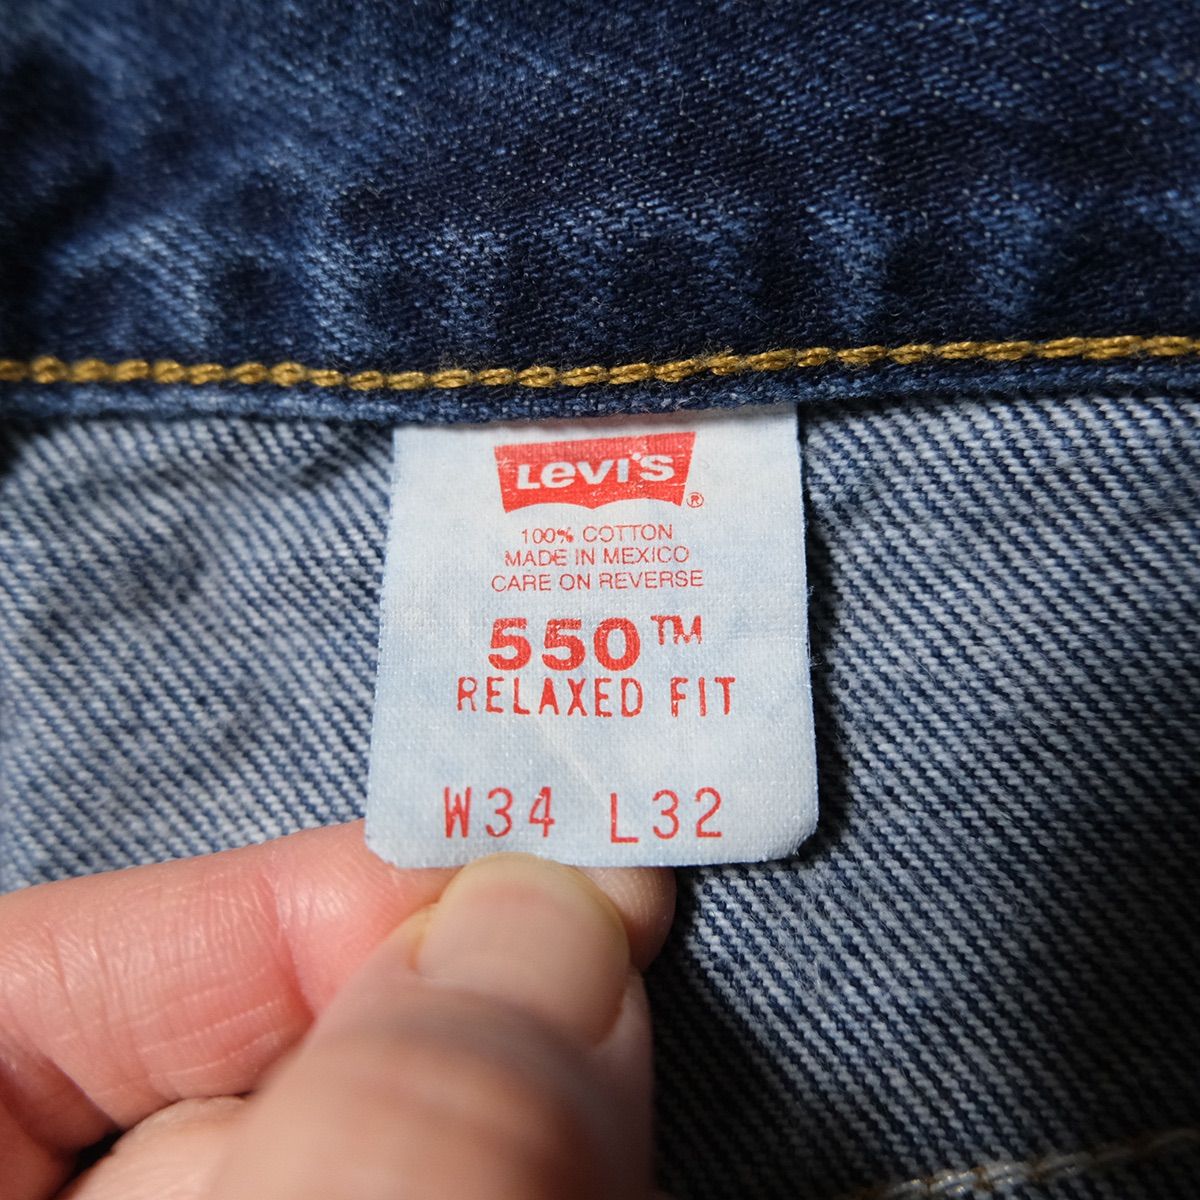 Levi's ®
100% COTTON
MADE IN MEXICO
CARE ON REVERSE
550™
RELAXED FIT
W34 L32